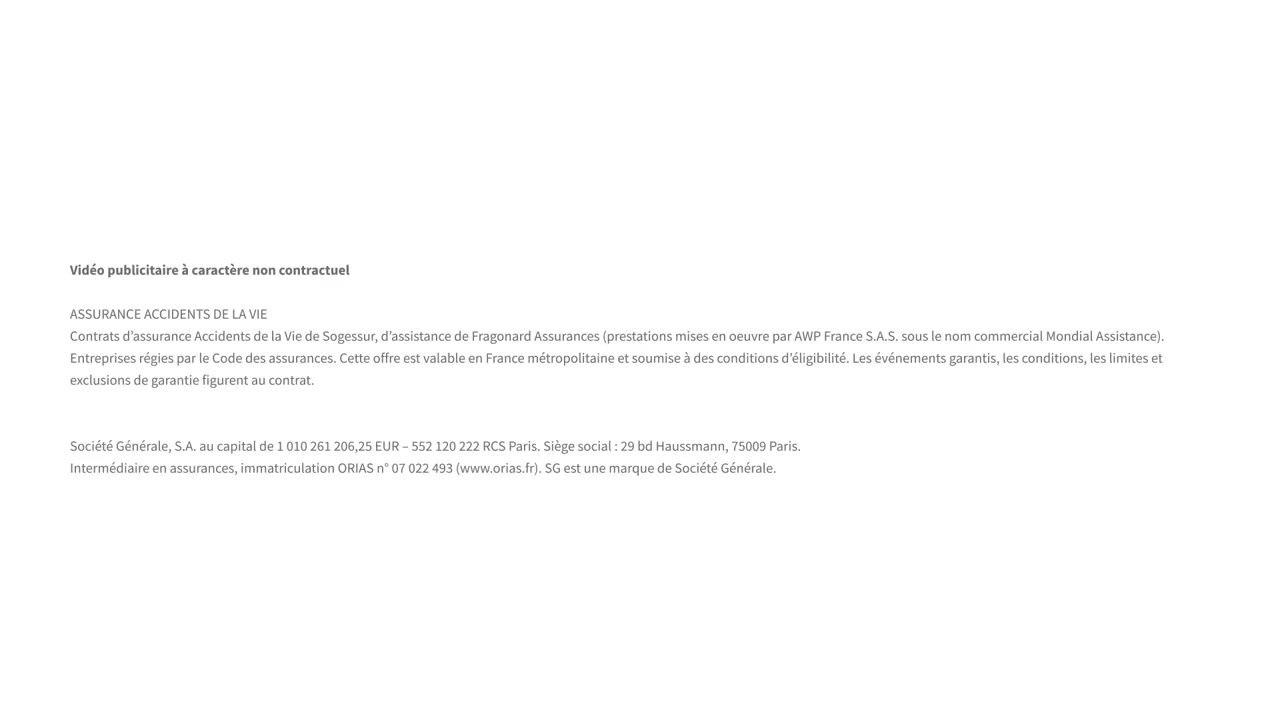 Vidéo publicitaire à caractère non contractuel
ASSURANCE ACCIDENTS DE LA VIE
Contrats d’assurance Accidents de la Vie de Sogessur, d’assistance de Fragonard Assurances (prestations mises en oeuvre par AWP France S.A.S. sous le nom commercial Mondial Assistance).
Entreprises régies par le Code des assurances. Cette offre est valable en France métropolitaine et soumise à des conditions d’éligibilité. Les événements garantis, les conditions, les limites et
exclusions de garantie figurent au contrat.
Société Générale, S.A. au capital de 1 010 261 206,25 EUR – 552 120 222 RCS Paris. Siège social : 29 bd Haussmann, 75009 Paris.
Intermédiaire en assurances, immatriculation ORIAS n° 07 022 493 (www.orias.fr). SG est une marque de Société Générale.